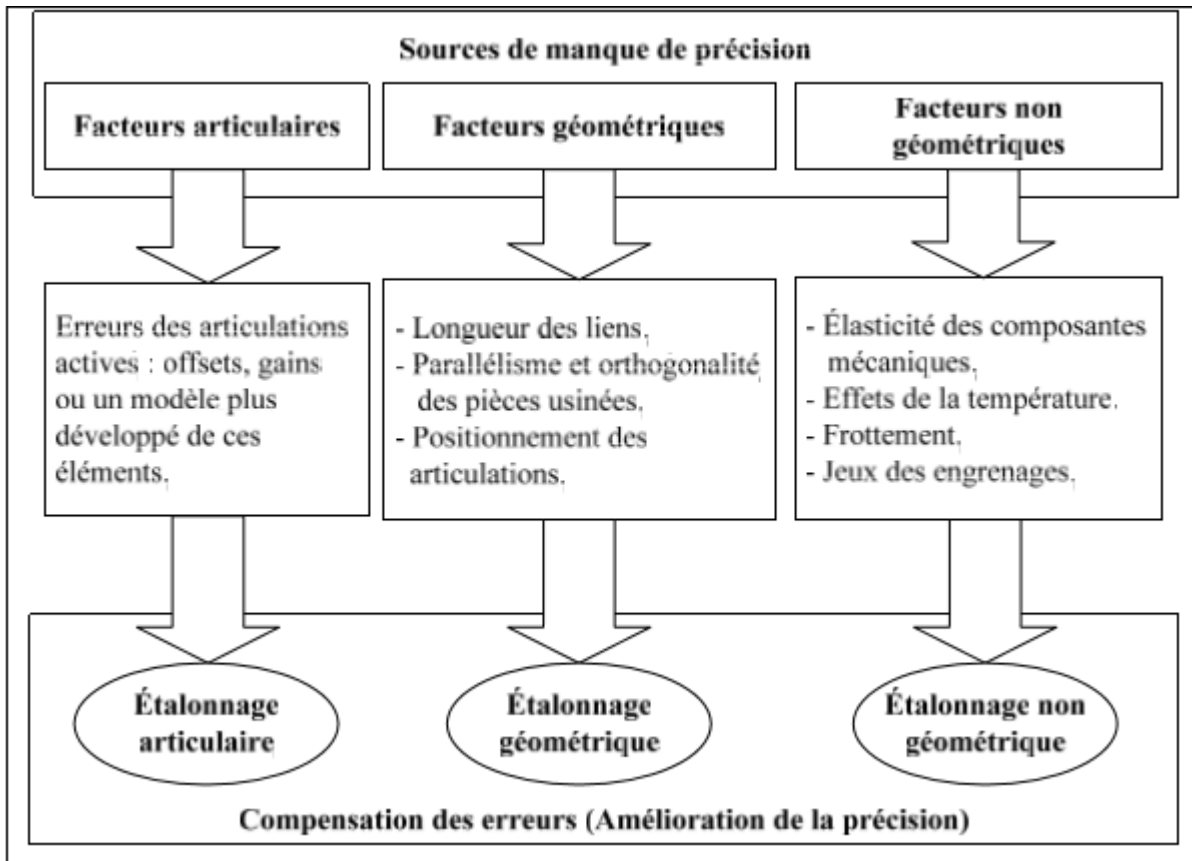 Sources de manque de précision
Facteurs articulaires
Facteurs géométriques
Facteurs non
géométriques
Erreurs des articulations
actives : offsets, gains
ou un modèle plus
développé de ces
éléments.
- Longueur des liens.
- Parallélisme et orthogonalité
des pièces usinées.
- Positionnement des
articulations.
- Élasticité des composantes
mécaniques.
- Effets de la température.
- Frottement.
- Jeux des engrenages.
Étalonnage
articulaire
Étalonnage
géométrique
Étalonnage non
géométrique
Compensation des erreurs (Amélioration de la précision)